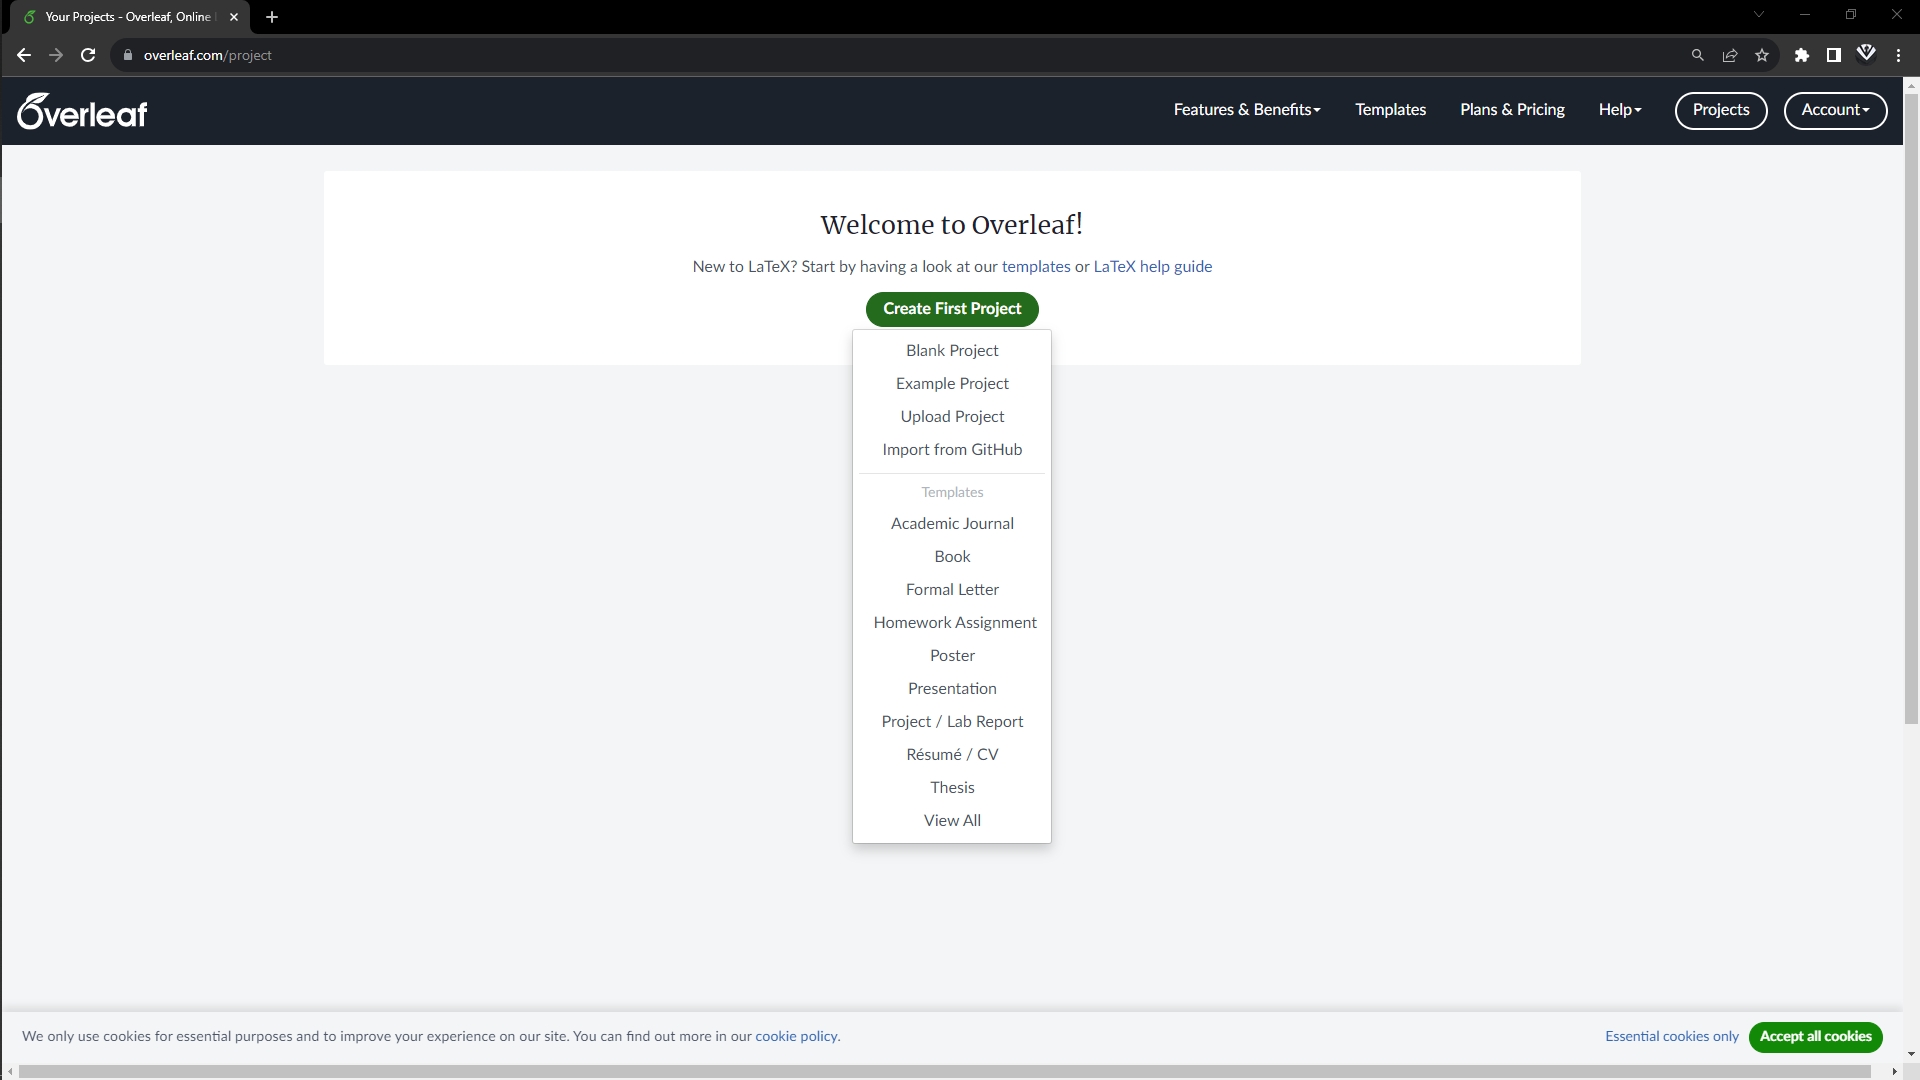 Your Projects - Overleaf, Online
overleaf.com/project
Overleaf
Features & Benefits
Templates
Plans & Pricing
Help
Projects
Account
Welcome to Overleaf!
New to LaTeX? Start by having a look at our templates or LaTeX help guide
Create First Project
Blank Project
Example Project
Upload Project
Import from GitHub
Templates
Academic Journal
Book
Formal Letter
Homework Assignment
Poster
Presentation
Project / Lab Report
Résumé / CV
Thesis
View All
We only use cookies for essential purposes and to improve your experience on our site. You can find out more in our cookie policy.
Essential cookies only
Accept all cookies